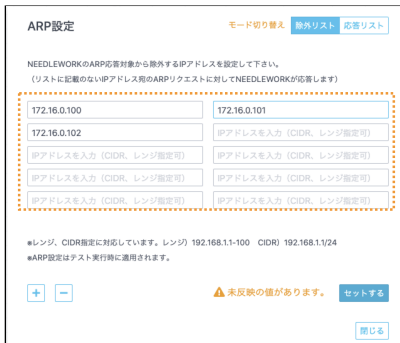 ARP設定
モード切り替え 除外リスト 応答リスト
NEEDLEWORKのARP応答対象から除外するIPアドレスを設定して下さい。
（リストに記載のないIPアドレス宛のARPリクエストに対してNEEDLEWORKが応答します）
172.16.0.100 172.16.0.101
172.16.0.102 IPアドレスを入力（CIDR、レンジ指定可）
IPアドレスを入力（CIDR、レンジ指定可） IPアドレスを入力（CIDR、レンジ指定可）
IPアドレスを入力（CIDR、レンジ指定可） IPアドレスを入力（CIDR、レンジ指定可）
IPアドレスを入力（CIDR、レンジ指定可） IPアドレスを入力（CIDR、レンジ指定可）
※レンジ、CIDR指定に対応しています。レンジ）192.168.1.1-100 CIDR）192.168.1.1/24
※ARP設定はテスト実行時に適用されます。
+ − 未反映の値があります。 セットする
閉じる